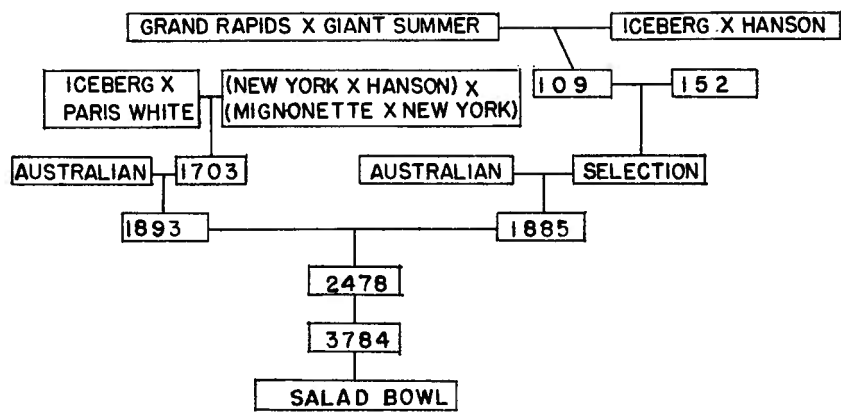 GRAND RAPIDS X GIANT SUMMER
ICEBERG X HANSON
ICEBERG X
PARIS WHITE
(NEW YORK X HANSON) X
(MIGNONETTE X NEW YORK)
109
152
AUSTRALIAN
1703
AUSTRALIAN
SELECTION
1893
1885
2478
3784
SALAD BOWL